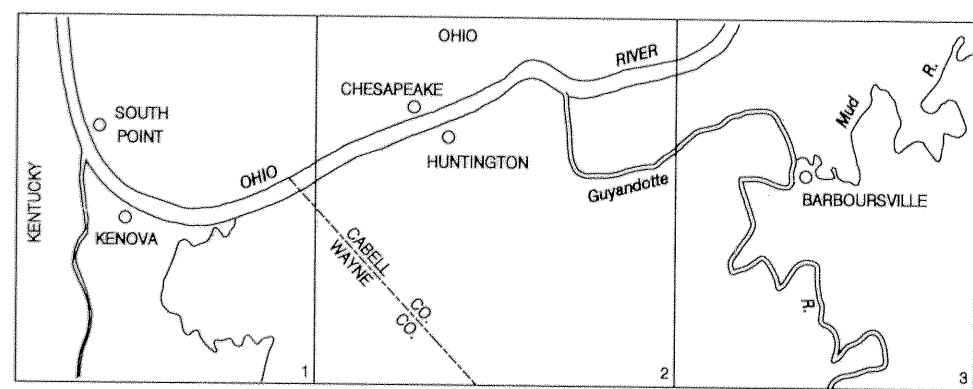 KENTUCKY
SOUTH
POINT
KENOVA
OHIO
1
OHIO
CHESAPEAKE
HUNTINGTON
RIVER
Guyandotte
CABELL CO.
WAYNE CO.
2
Mud R.
BARBOURSVILLE
R.
3